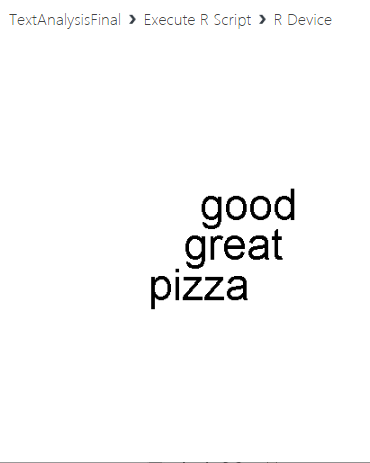 TextAnalysisFinal › Execute R Script › R Device
good
great
pizza